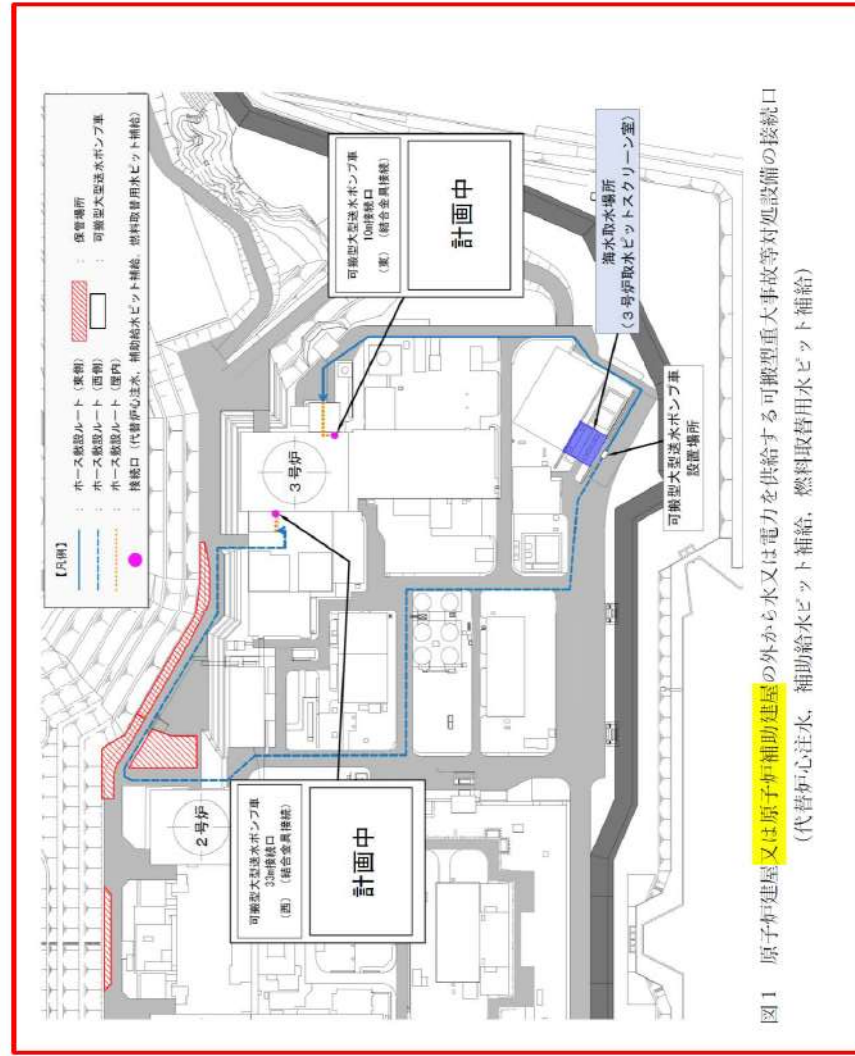 【凡例】
: ホース敷設ルート（東側）
: ホース敷設ルート（西側）
: ホース敷設ルート（屋内）
: 接続口（代替炉心注水、補助給水ピット補給、燃料取替用水ピット補給）
: 保管場所
: 可搬型大型送水ポンプ車
2号炉
3号炉
可搬型大型送水ポンプ車
33m接続口
（西）（結合金具接続）
計画中
可搬型大型送水ポンプ車
10m接続口
（東）（結合金具接続）
計画中
海水取水場所
（3号炉取水ピットスクリーン室）
可搬型大型送水ポンプ車
設置場所
図1 原子炉建屋又は原子炉補助建屋の外から水又は電力を供給する可搬型重大事故等対処設備の接続口
（代替炉心注水，補助給水ピット補給，燃料取替用水ピット補給）